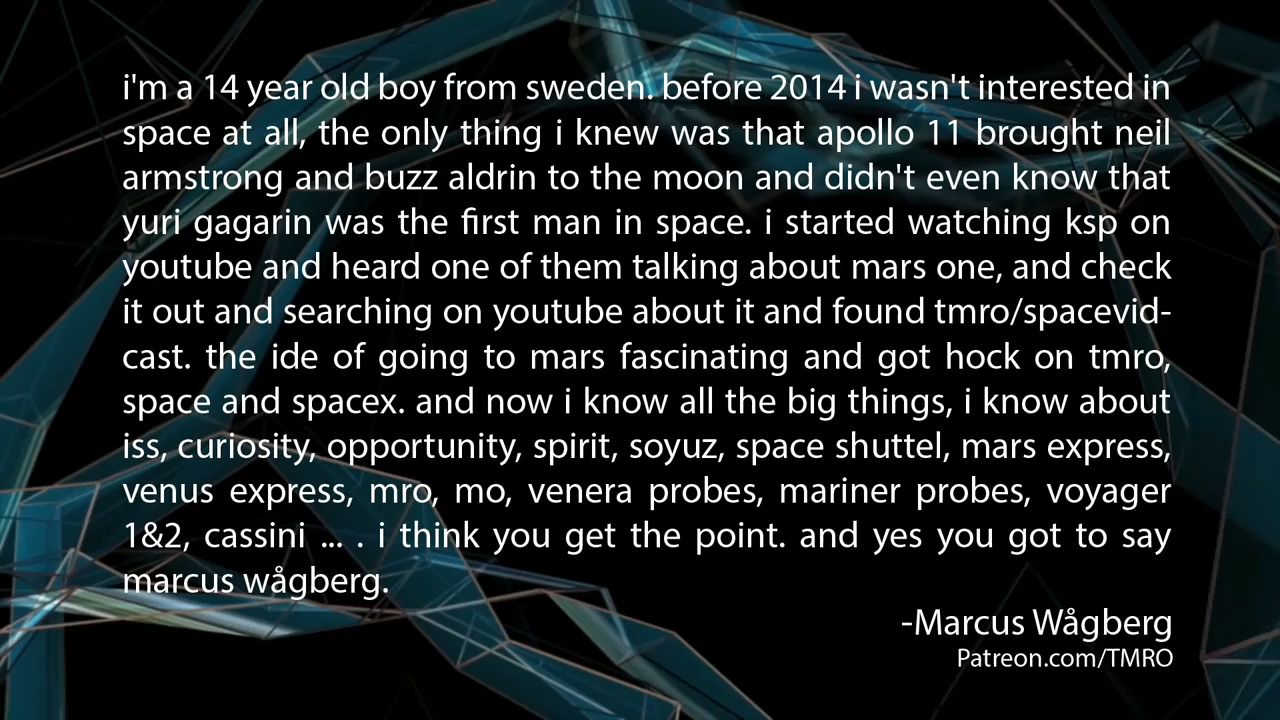 i'm a 14 year old boy from sweden. before 2014 i wasn't interested in
space at all, the only thing i knew was that apollo 11 brought neil
armstrong and buzz aldrin to the moon and didn't even know that
yuri gagarin was the first man in space. i started watching ksp on
youtube and heard one of them talking about mars one, and check
it out and searching on youtube about it and found tmro/spacevid-
cast. the ide of going to mars fascinating and got hock on tmro,
space and spacex. and now i know all the big things, i know about
iss, curiosity, opportunity, spirit, soyuz, space shuttel, mars express,
venus express, mro, mo, venera probes, mariner probes, voyager
1&2, cassini ... . i think you get the point. and yes you got to say
marcus wågberg.
-Marcus Wågberg
Patreon.com/TMRO